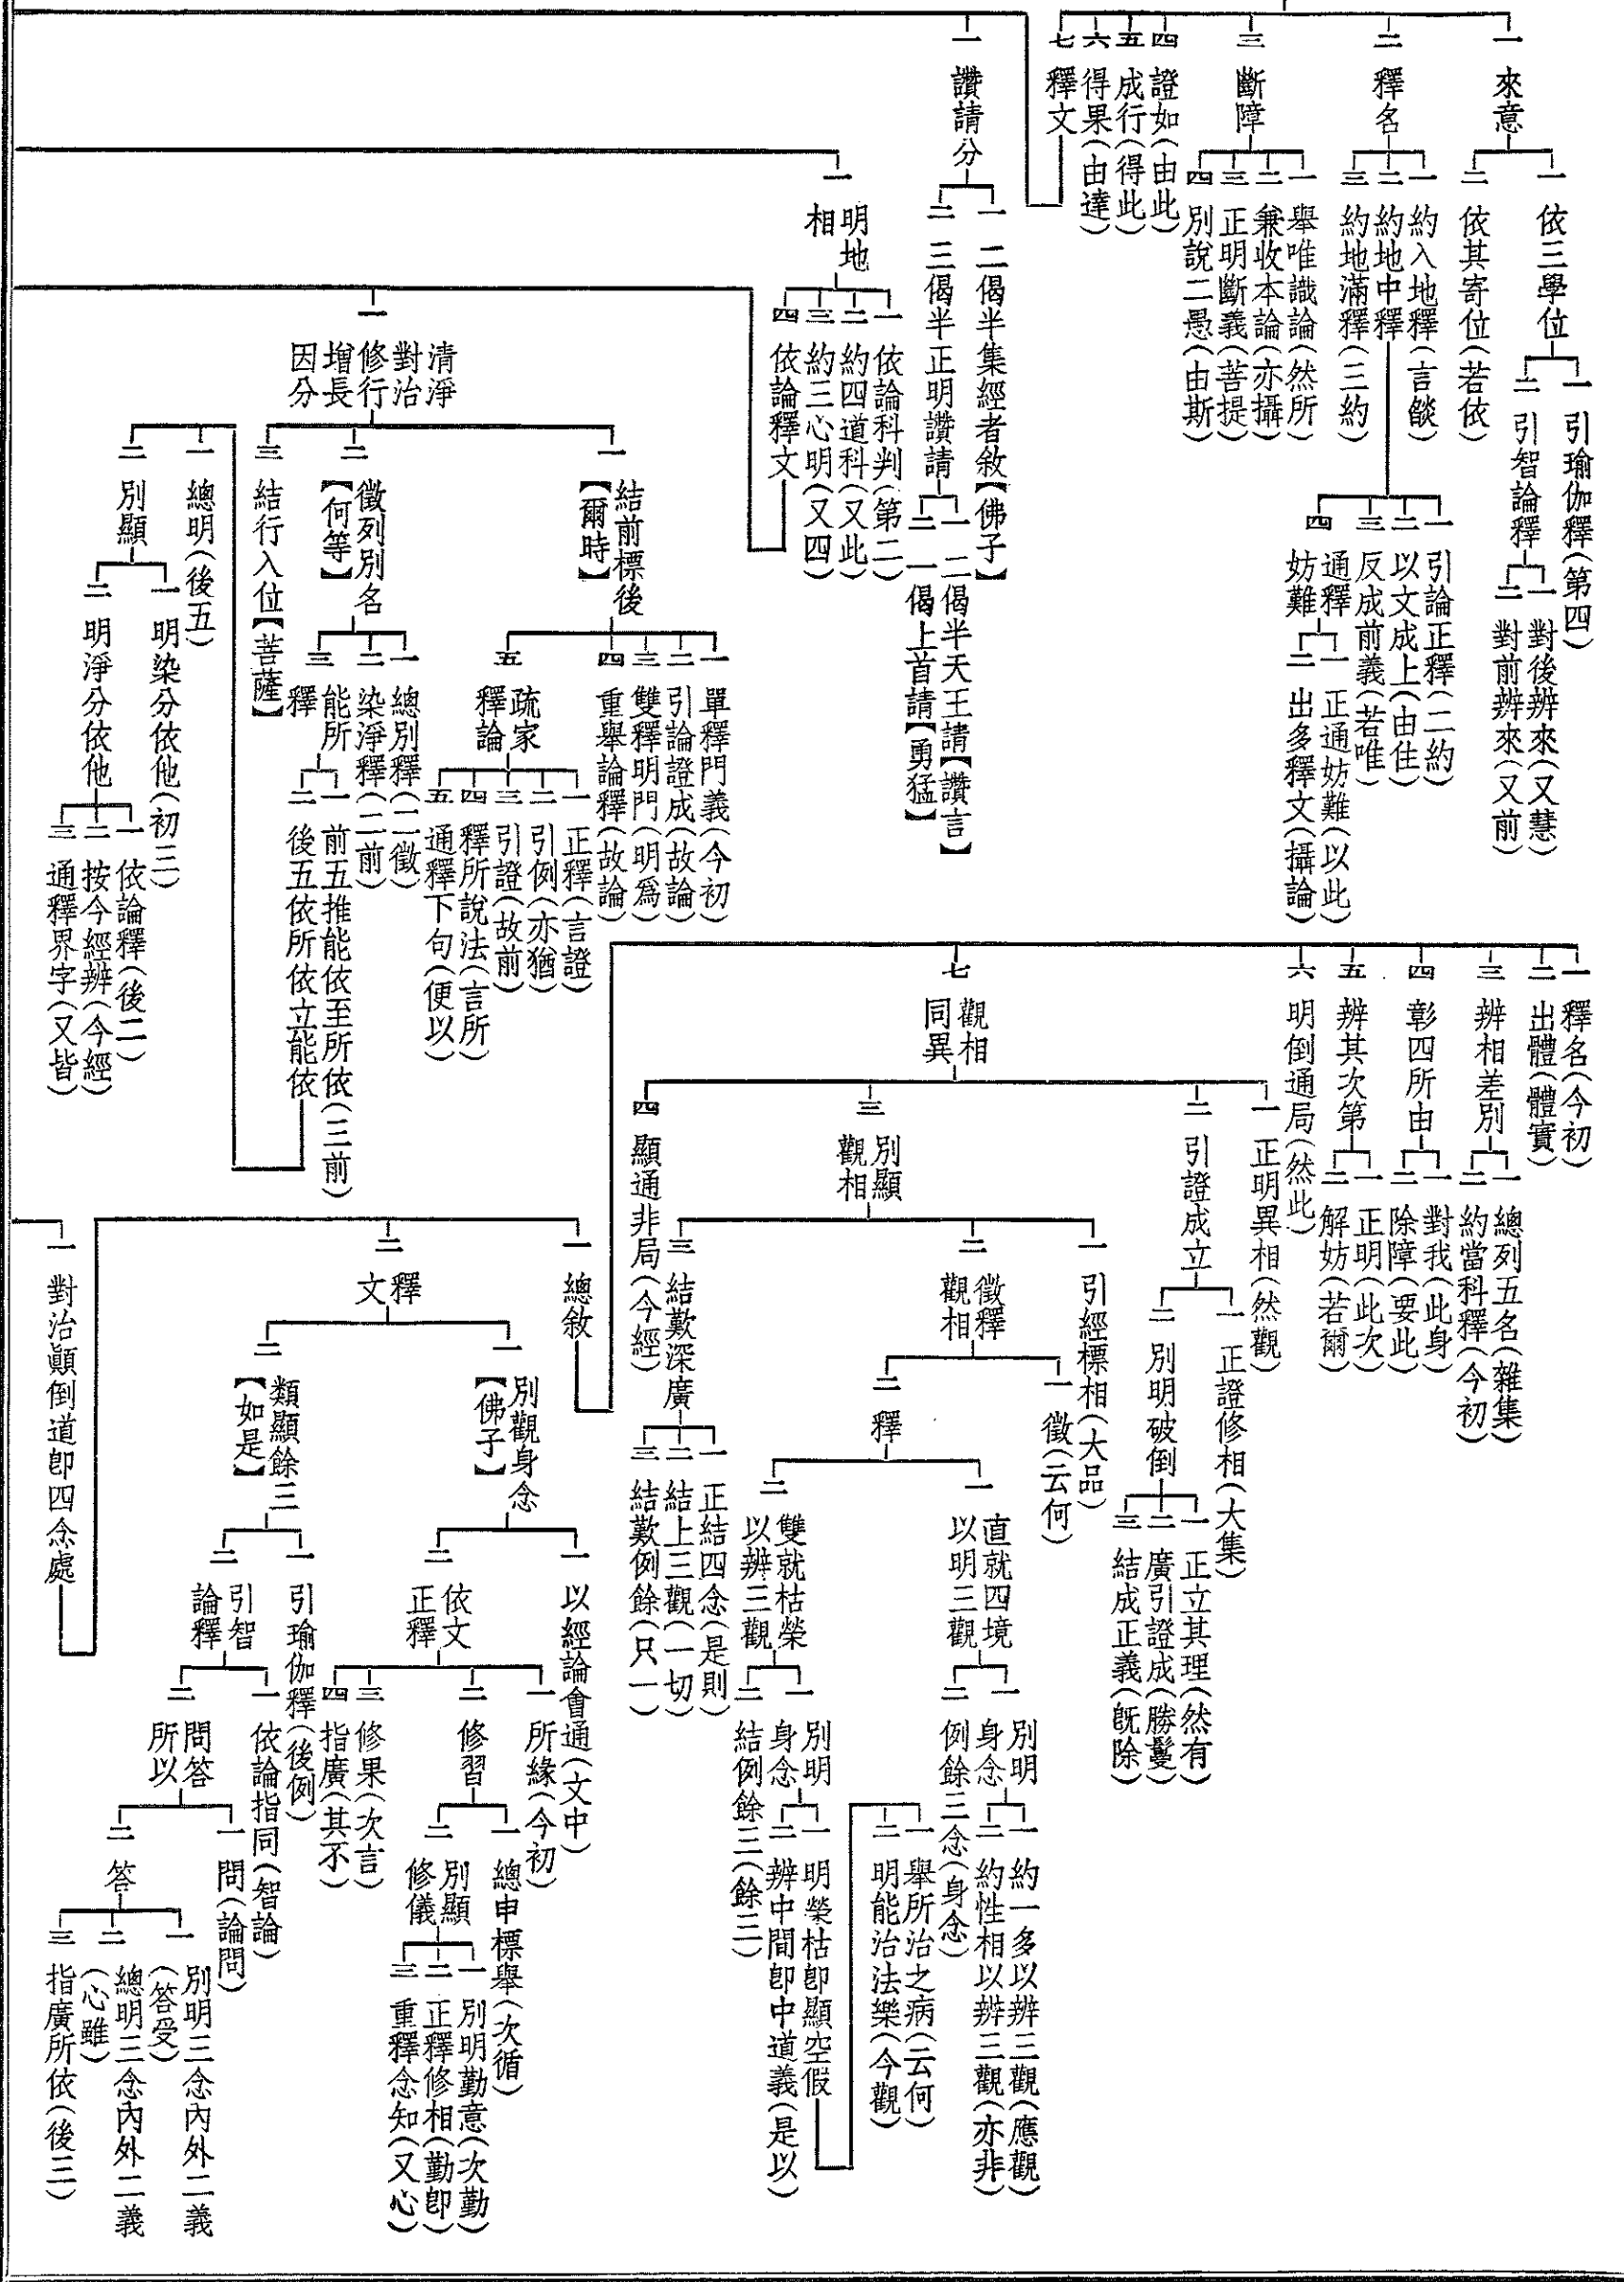 一 來意
一 依三學位
一 引瑜伽釋(第四)
二 引智論釋
一 對後辨來(又慧)
二 對前辨來(又前)
二 依其寄位(若依)
二 釋名
一 約入地釋(言燄)
二 約地中釋
一 引論正釋(二約)
二 以文成上(由住)
三 反成前義(若唯)
四 通釋妨難
一 正通妨難(以此)
二 出多釋文(攝論)
三 約地滿釋(三約)
三 斷障
一 舉唯識論(然所)
二 兼收本論(亦攝)
三 正明斷義(菩提)
四 別說二愚(由斯)
四 證如(由此)
五 成行(得此)
六 得果(由達)
七 釋文
一 讚請分
一 二偈半集經者敘【佛子】
二 三偈半正明讚請
一 二偈半天王請【讚言】
二 一偈上首請【勇猛】
一 明地相
一 依論科判(第二)
二 約四道科(又此)
三 約三心明(又四)
四 依論釋文
一 清淨對治修行增長因分
一 結前標後【爾時】
一 單釋門義(今初)
二 引論證成(故論)
三 雙釋明門(明爲)
四 重舉論釋(故論)
五 疏家釋論
一 正釋(言證)
二 引例(亦猶)
三 引證(故前)
四 釋所說法(言所)
五 通釋下句(便以)
二 徵列別名【何等】
一 總別釋(二徵)
二 染淨釋(二前)
三 能所釋
一 前五推能依至所依(三前)
二 後五依所依立能依
三 結行入位【菩薩】
一 總明(後五)
二 別顯
一 明染分依他(初三)
二 明淨分依他
一 依論釋(後二)
二 按今經辨(今經)
三 通釋界字(又皆)
一 釋名(今初)
二 出體(體實)
三 辨相差別
一 總列五名(雜集)
二 約當科釋(今初)
四 彰四所由
一 對我(此身)
二 除障(要此)
五 辨其次第
一 正明(此次)
二 解妨(若爾)
六 明倒通局(然此)
七 觀相同異
一 正明異相(然觀)
二 引證成立
一 正證修相(大集)
二 別明破倒
一 正立其理(然有)
二 廣引證成(勝鬘)
三 結成正義(旣除)
三 別顯觀相
一 引經標相(大品)
二 徵釋觀相
一 徵(云何)
二 釋
一 直就四境以明三觀
一 別明身念
一 約一多以辨三觀(應觀)
二 約性相以辨三觀(亦非)
二 例餘三念(身念)
二 雙就枯榮以辨三觀
一 別明身念
一 明榮枯卽顯空假
一 舉所治之病(云何)
二 明能治法樂(今觀)
二 辨中間卽中道義(是以)
二 結例餘三(餘三)
三 結歎深廣
一 正結四念(是則)
二 結上三觀(一切)
三 結歎例餘(只一)
四 顯通非局(今經)
一 總敘
二 釋文
一 別觀身念【佛子】
一 以經論會通(文中)
二 依文正釋
一 所緣(今初)
二 修習
一 總申標舉(次循)
二 別顯修儀
一 別明勤意(次勤)
二 正釋修相(勤卽)
三 重釋念知(又心)
三 修果(次言)
四 指廣(其不)
二 類顯餘三【如是】
一 引瑜伽釋(後例)
二 引智論釋
一 依論指同(智論)
二 問答所以
一 問(論問)
二 答
一 別明三念內外二義(答受)
二 總明三念內外二義(心雖)
三 指廣所依(後三)
一 對治顚倒道卽四念處